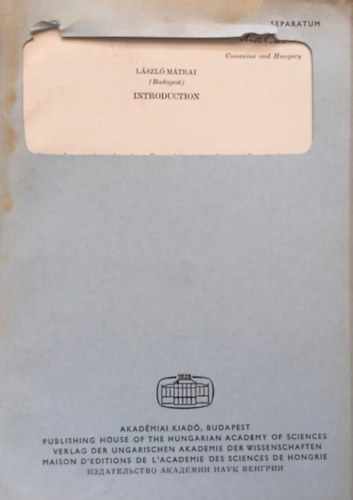 SEPARATUM
Comenius and Hungary
LÁSZLÓ MÁTRAI
(Budapest)
INTRODUCTION
1828
AKADÉMIAI KIADÓ, BUDAPEST
PUBLISHING HOUSE OF THE HUNGARIAN ACADEMY OF SCIENCES
VERLAG DER UNGARISCHEN AKADEMIE DER WISSENSCHAFTEN
MAISON D'EDITIONS DE L'ACADEMIE DES SCIENCES DE HONGRIE
ИЗДАТЕЛЬСТВО АКАДЕМИИ НАУК ВЕНГРИИ